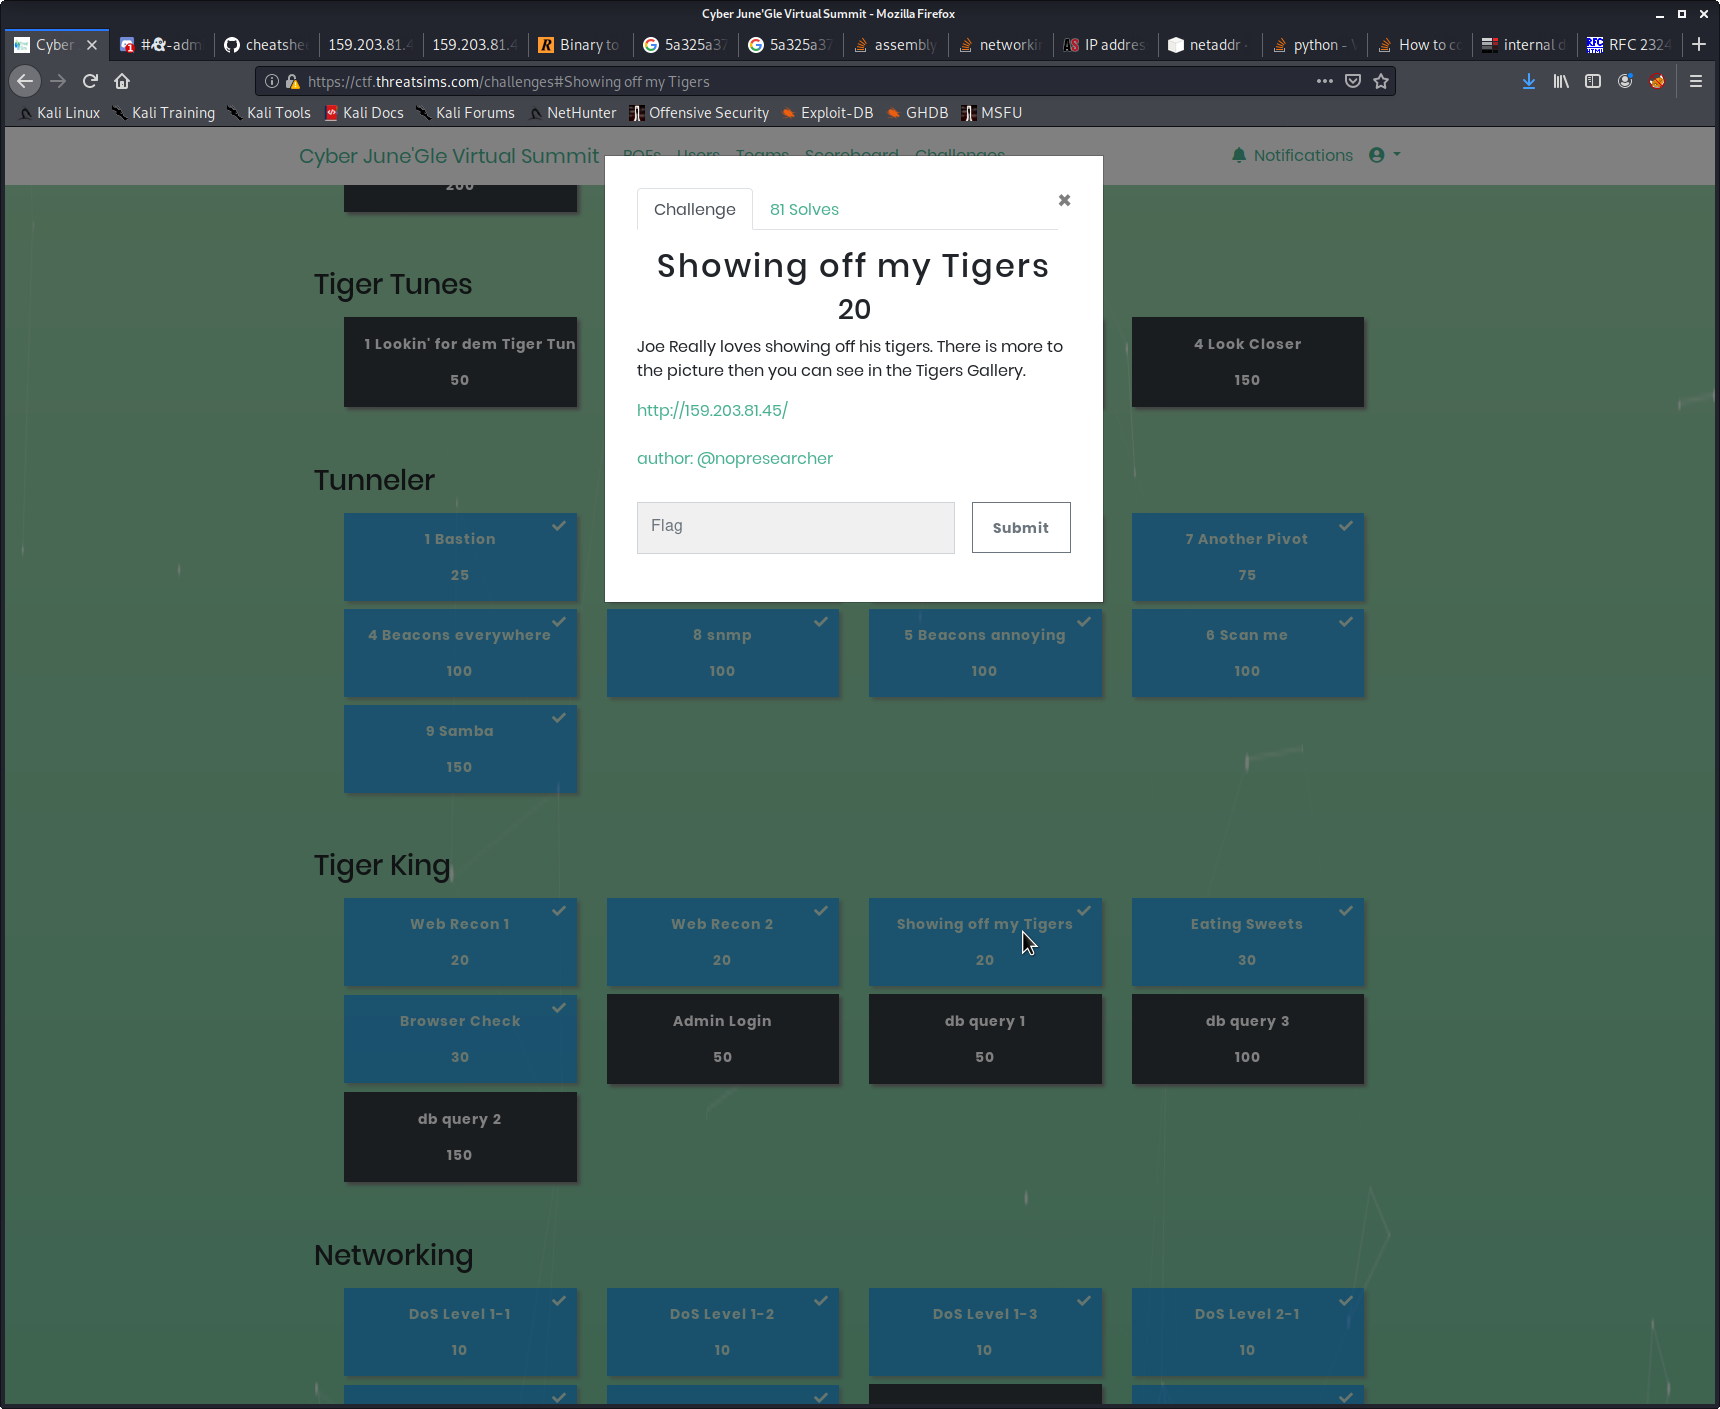 Cyber June'Gle Virtual Summit - Mozilla Firefox
Cyber
#
-adm
cheatshe
159.203.81.4
159.203.81.4
Binary to
5a325a37
5a325a37
assembly
networki
IP addres
netaddr
python -
How to c
internal d
RFC 2324
https://ctf.threatsims.com/challenges#Showing off my Tigers
Kali Linux
Kali Training
Kali Tools
Kali Docs
Kali Forums
NetHunter
Offensive Security
Exploit-DB
GHDB
MSFU
Cyber June'Gle Virtual Summit
Users
Teams
Scoreboard
Challenges
Notifications
200
Challenge
81 Solves
Showing off my Tigers
20
Joe Really loves showing off his tigers. There is more to
the picture then you can see in the Tigers Gallery.
http://159.203.81.45/
author: @nopresearcher
Flag
Submit
Tiger Tunes
1 Lookin' for dem Tiger Tun
50
4 Look Closer
150
Tunneler
1 Bastion
25
7 Another Pivot
75
4 Beacons everywhere
100
8 snmp
100
5 Beacons annoying
100
6 Scan me
100
9 Samba
150
Tiger King
Web Recon 1
20
Web Recon 2
20
Showing off my Tigers
20
Eating Sweets
30
Browser Check
30
Admin Login
50
db query 1
50
db query 3
100
db query 2
150
Networking
DoS Level 1-1
10
DoS Level 1-2
10
DoS Level 1-3
10
DoS Level 2-1
10